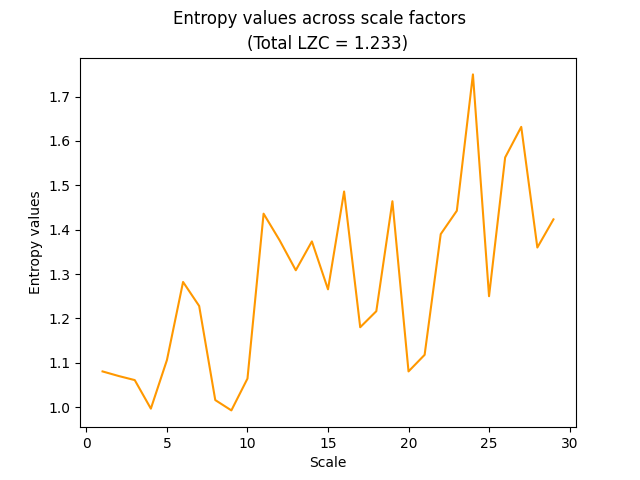 Entropy values across scale factors
(Total LZC = 1.233)
1.7
1.6
1.5
1.4
1.3
1.2
1.1
1.0
Entropy values
0 5 10 15 20 25 30
Scale